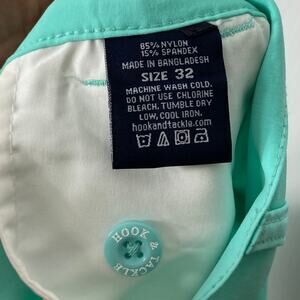 85% NYLON
15% SPANDEX
MADE IN BANGLADESH
SIZE 32
MACHINE WASH COLD.
DO NOT USE CHLORINE
BLEACH. TUMBLE DRY
LOW, COOL IRON.
hookandtackle.com
HOOK & TACKLE